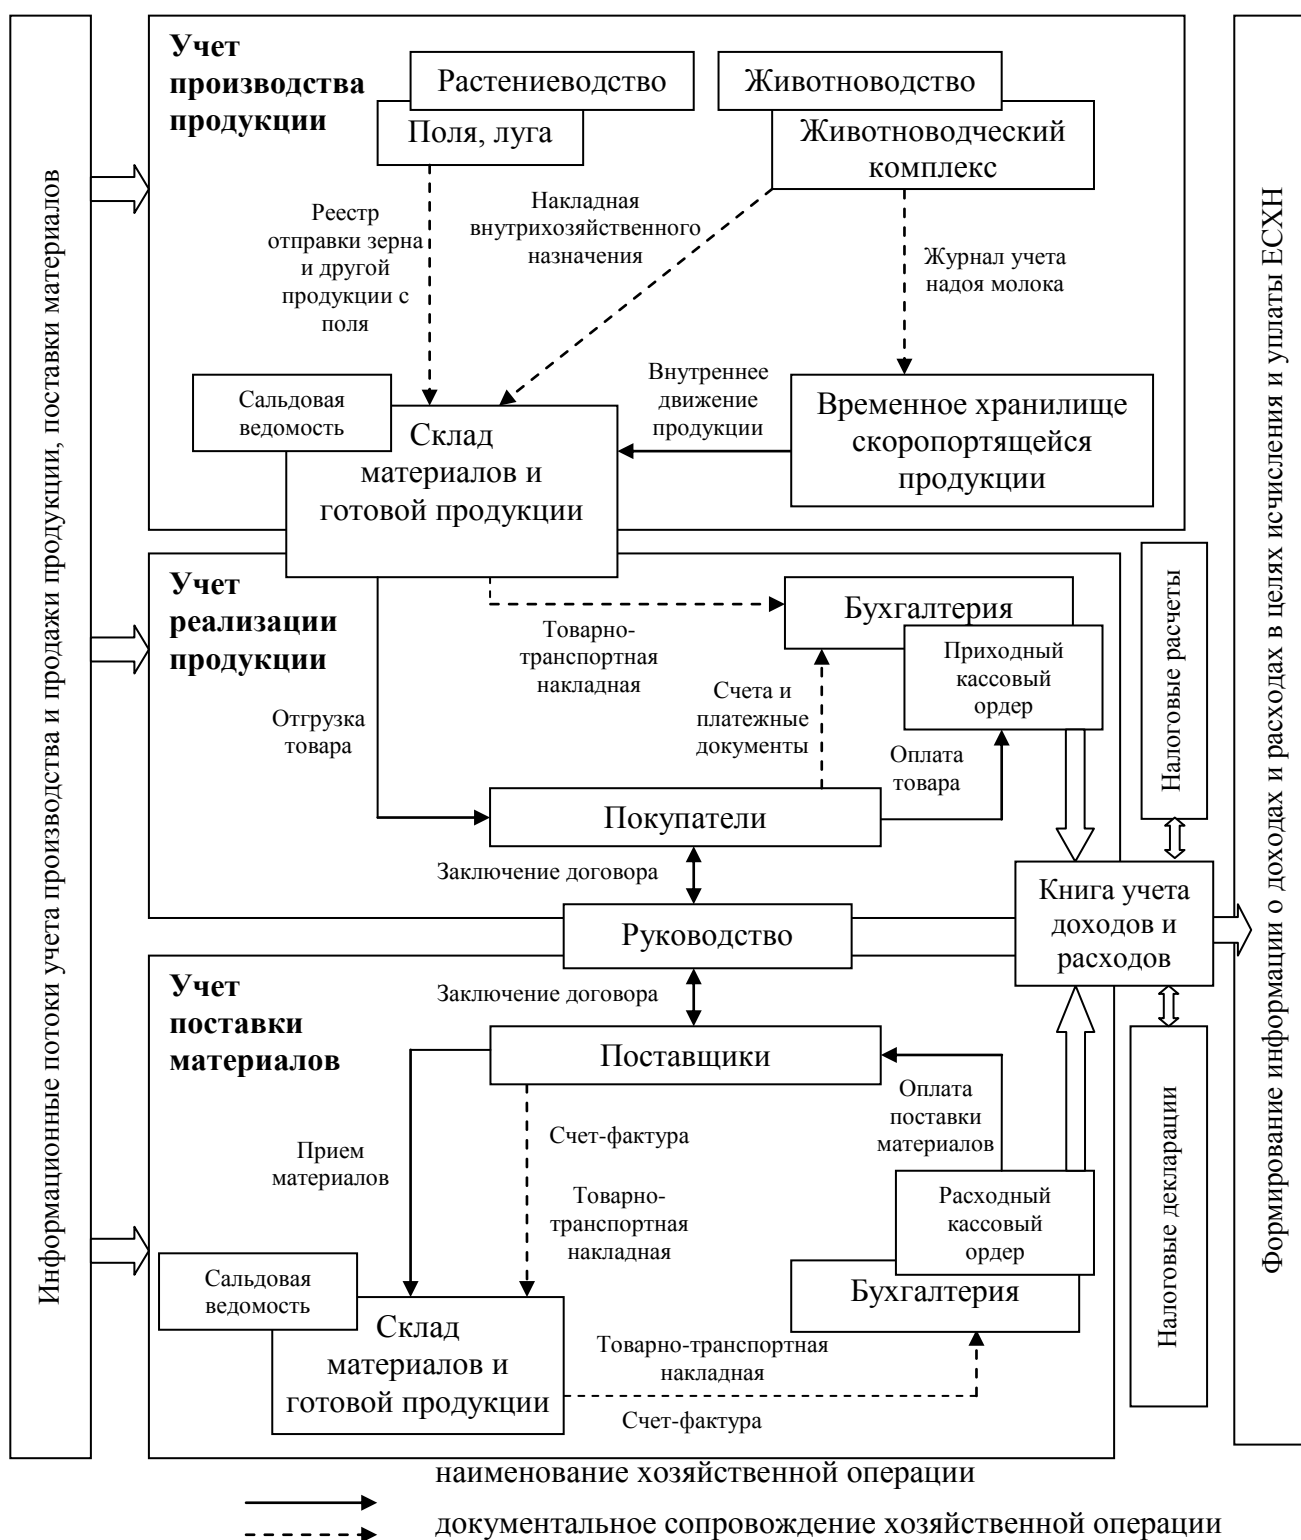 Информационные потоки учета производства и продажи продукции, поставки материалов
Учет
производства
продукции
Растениеводство
Поля, луга
Животноводство
Животноводческий
комплекс
Реестр
отправки зерна
и другой
продукции с
поля
Накладная
внутрихозяйственного
назначения
Журнал учета
надоя молока
Сальдовая
ведомость
Склад
материалов и
готовой продукции
Внутреннее
движение
продукции
Временное хранилище
скоропортящейся
продукции
Учет
реализации
продукции
Товарно-
транспортная
накладная
Бухгалтерия
Приходный
кассовый
ордер
Отгрузка
товара
Счета и
платежные
документы
Оплата
товара
Покупатели
Заключение договора
Руководство
Книга учета
доходов и
расходов
Налоговые расчеты
Налоговые декларации
Формирование информации о доходах и расходах в целях исчисления и уплаты ЕСХН
Учет
поставки
материалов
Заключение договора
Поставщики
Прием
материалов
Счет-фактура
Товарно-
транспортная
накладная
Оплата
поставки
материалов
Расходный
кассовый
ордер
Бухгалтерия
Сальдовая
ведомость
Склад
материалов и
готовой продукции
Товарно-транспортная
накладная
Счет-фактура
наименование хозяйственной операции
документальное сопровождение хозяйственной операции